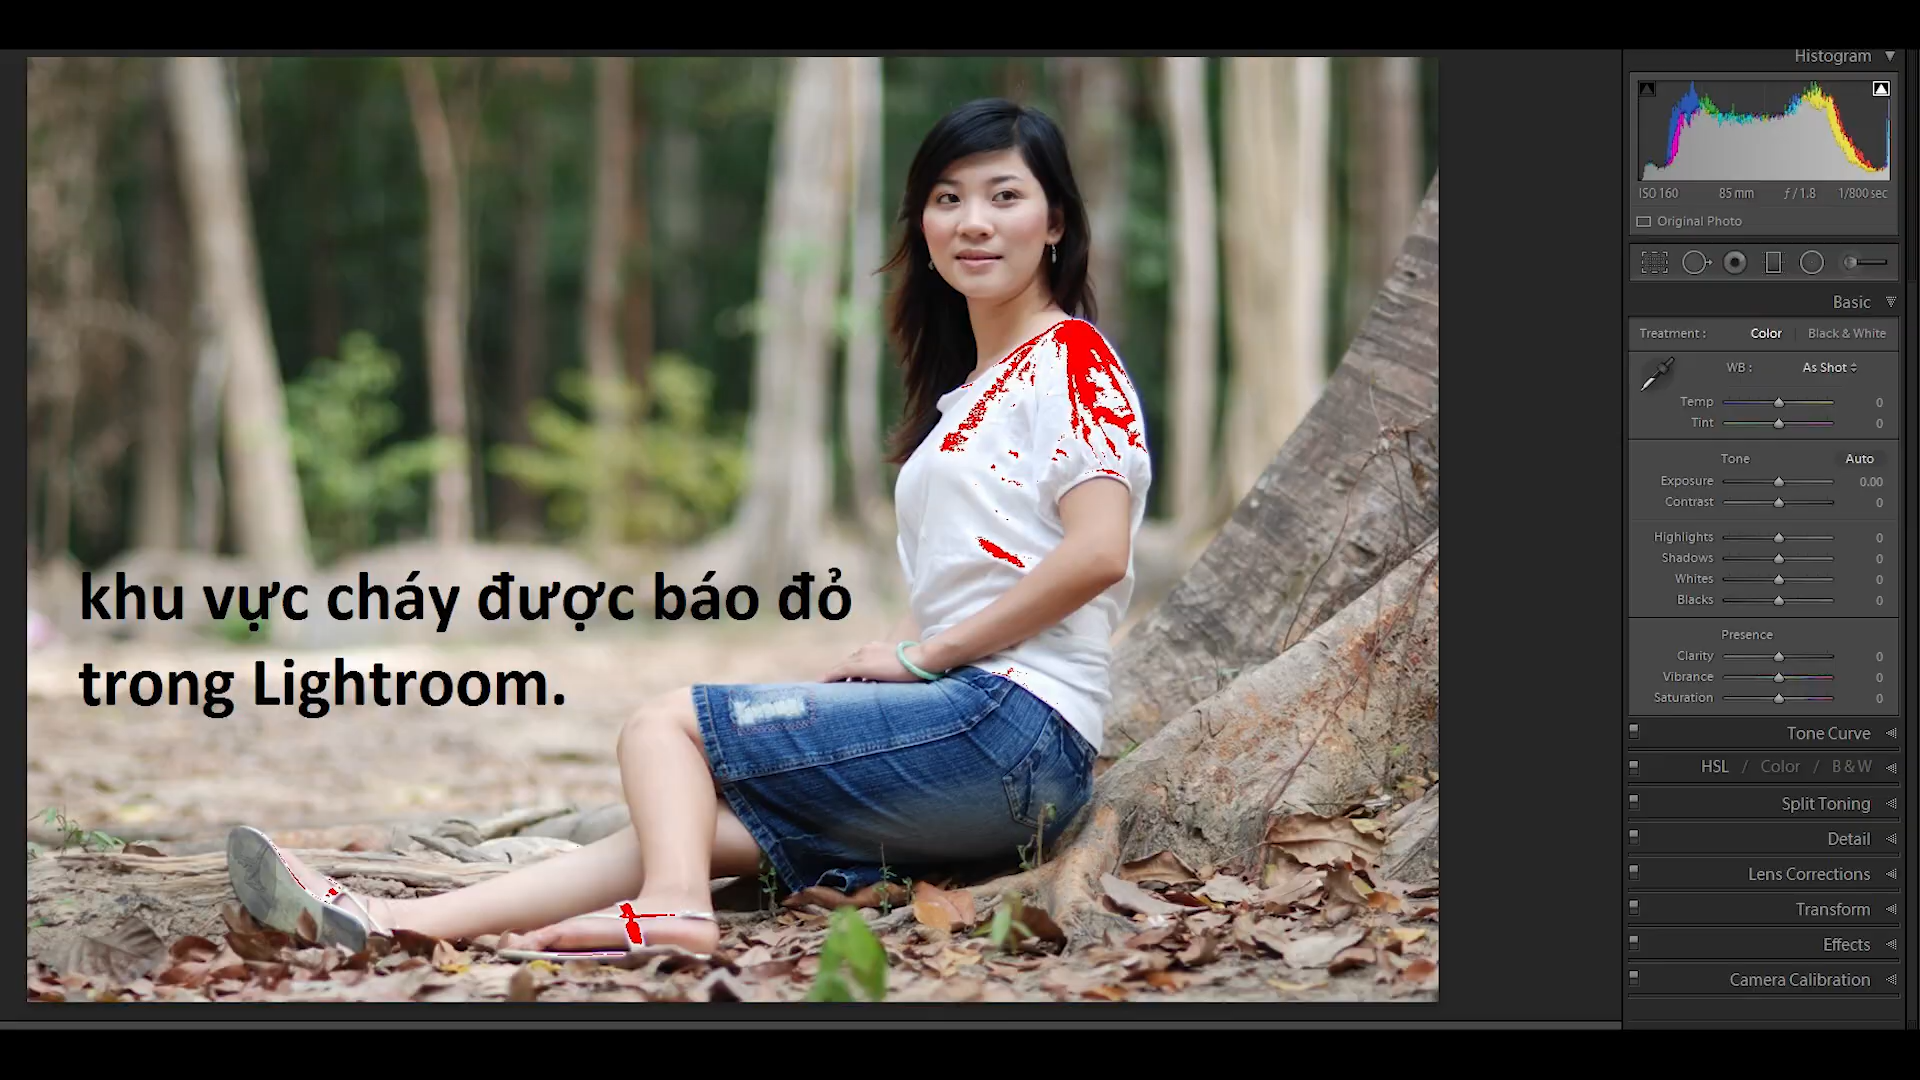 Histogram
ISO 160 85 mm ƒ / 1.8 1/800 sec
Original Photo
Basic
Treatment : Color Black & White
WB : As Shot
Temp 0
Tint 0
Tone Auto
Exposure 0.00
Contrast 0
Highlights 0
Shadows 0
Whites 0
Blacks 0
Presence
Clarity 0
Vibrance 0
Saturation 0
Tone Curve
HSL / Color / B & W
Split Toning
Detail
Lens Corrections
Transform
Effects
Camera Calibration
khu vực cháy được báo đỏ
trong Lightroom.